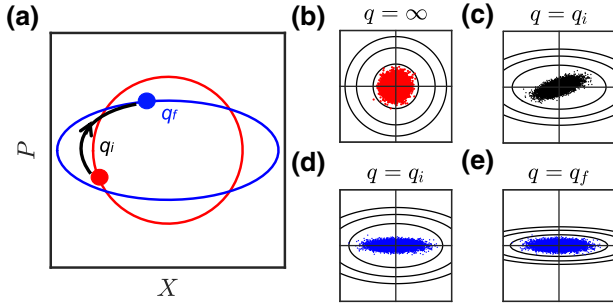 (a)
P
X
q_i
q_f
(b)
q = ∞
(c)
q = q_i
(d)
q = q_i
(e)
q = q_f